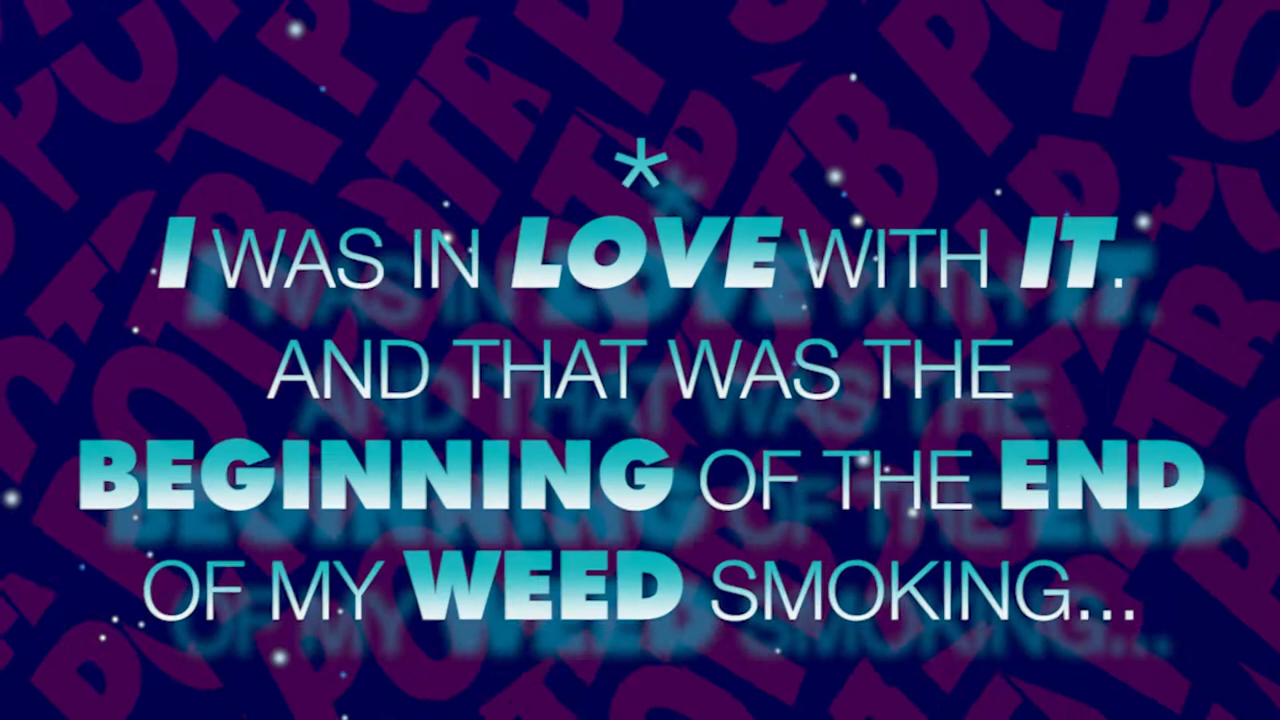 *
I WAS IN LOVE WITH IT.
AND THAT WAS THE
BEGINNING OF THE END
OF MY WEED SMOKING...